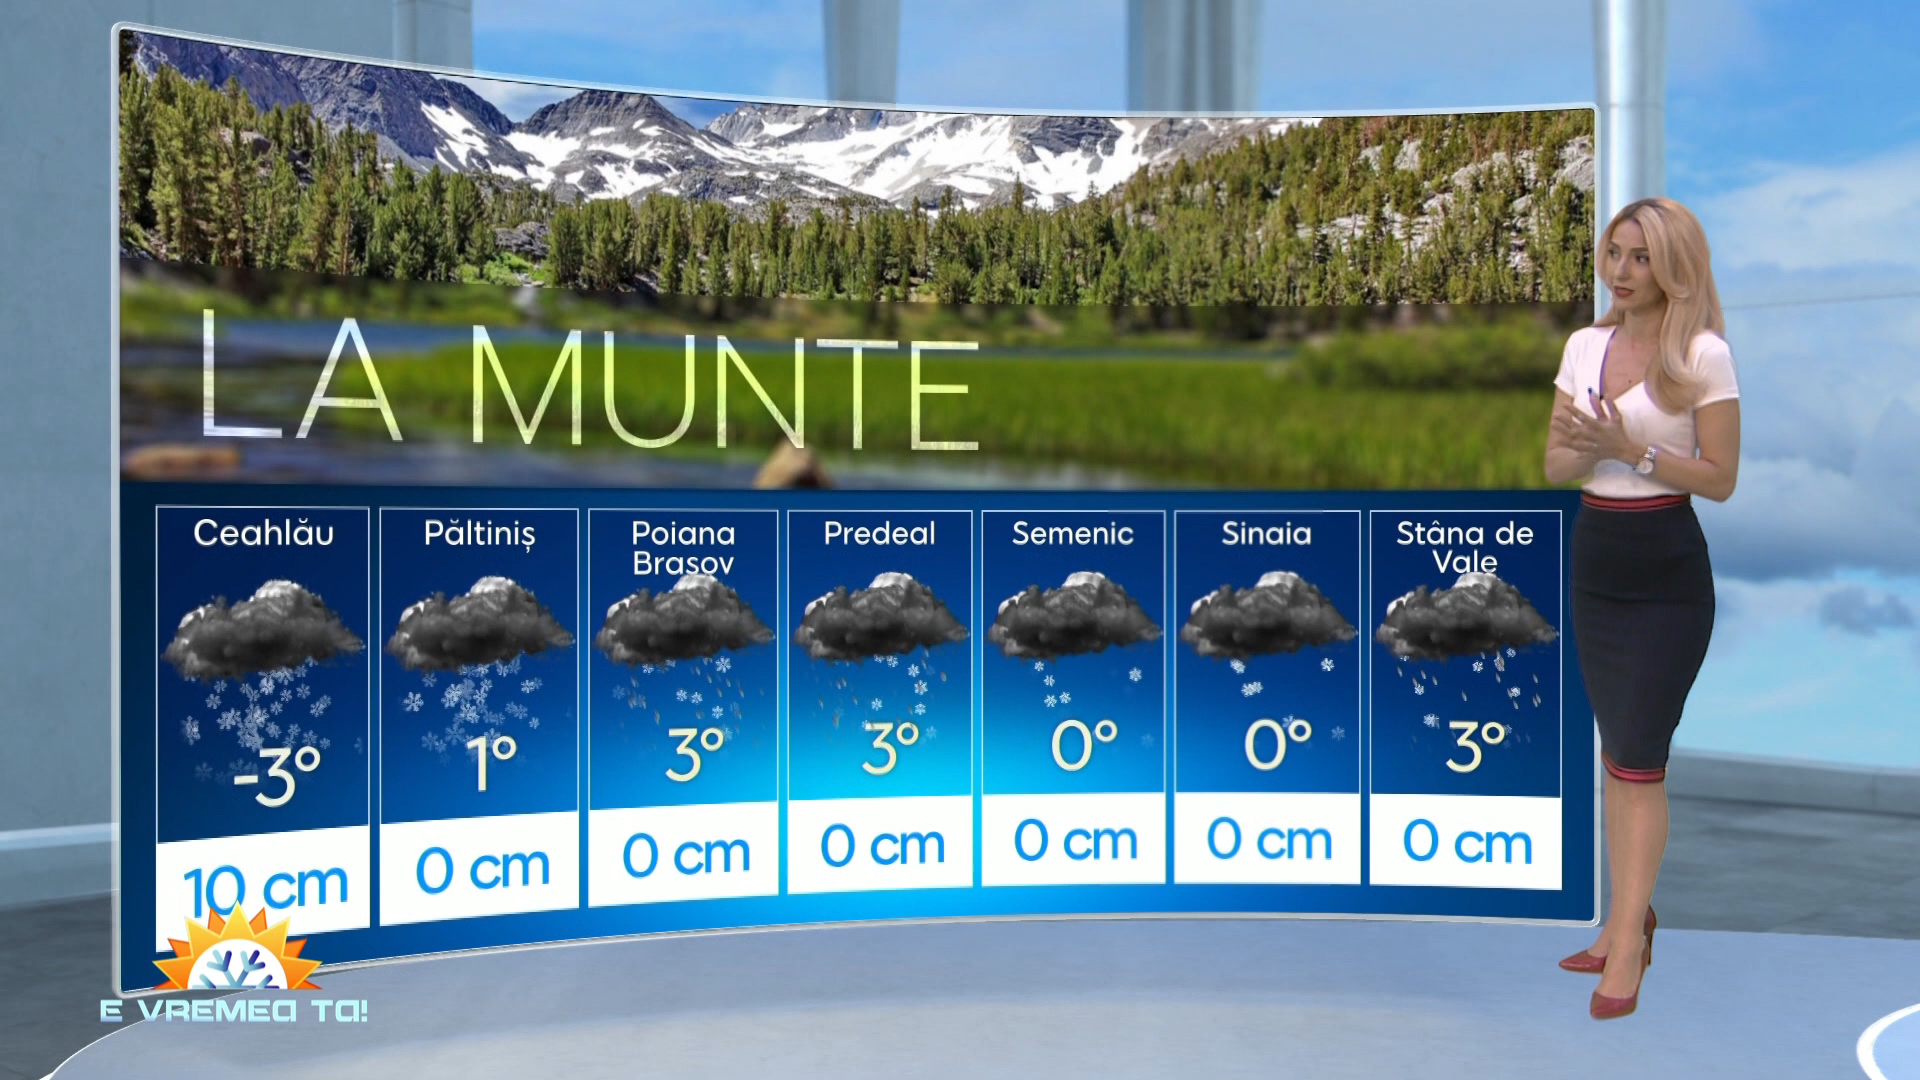 LA MUNTE
Ceahlău
-3°
10 cm
Păltiniș
1°
0 cm
Poiana
Brasov
3°
0 cm
Predeal
3°
0 cm
Semenic
0°
0 cm
Sinaia
0°
0 cm
Stâna de
Vale
3°
0 cm
E VREMEA TA!